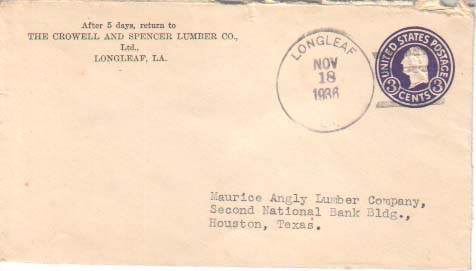 After 5 days, return to
THE CROWELL AND SPENCER LUMBER CO.,
Ltd.,
LONGLEAF, LA.
LONGLEAF
NOV
18
1936
UNITED STATES POSTAGE
3 CENTS 3
Maurice Angly Lumber Company,
Second National Bank Bldg.,
Houston, Texas.